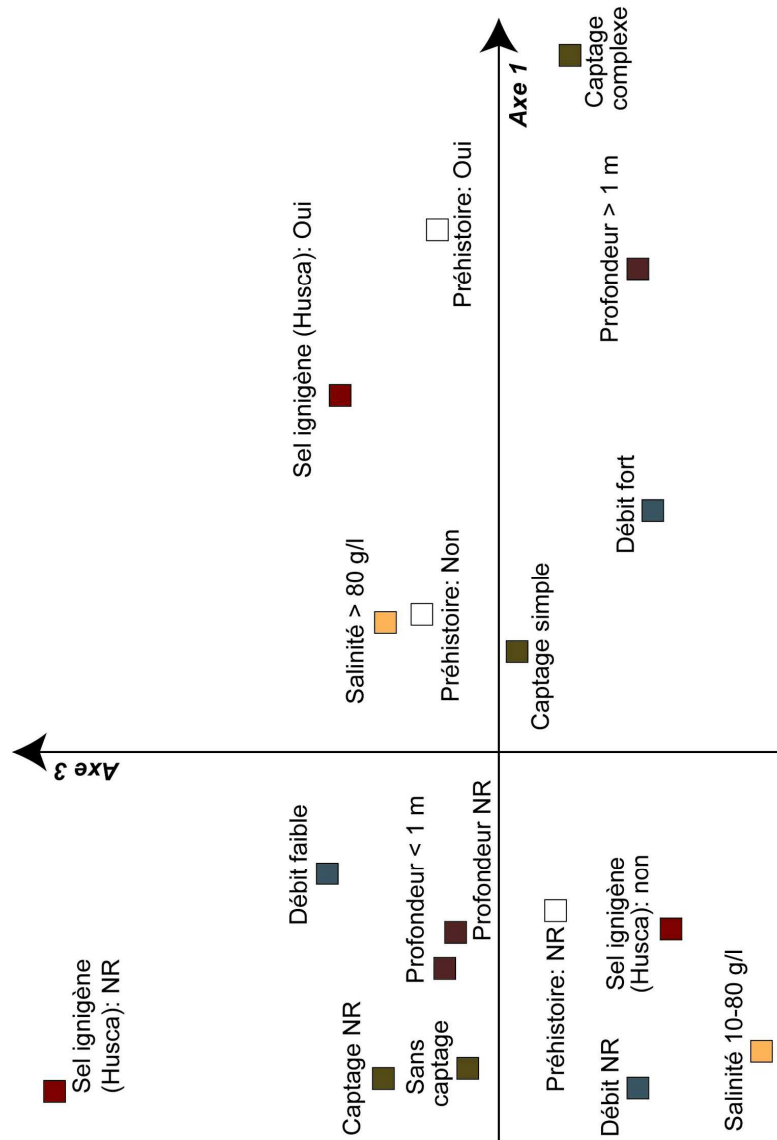 Sel ignigène
(Husca): NR
Axe 3
Débit faible
Sel ignigène (Husca): Oui
Captage NR
Salinité > 80 g/l
Sans
captage
Profondeur < 1 m
Préhistoire: Non
Préhistoire: Oui
Profondeur NR
Axe 1
Préhistoire: NR
Captage simple
Captage
complexe
Débit NR
Sel ignigène
(Husca): non
Débit fort
Profondeur > 1 m
Salinité 10-80 g/l